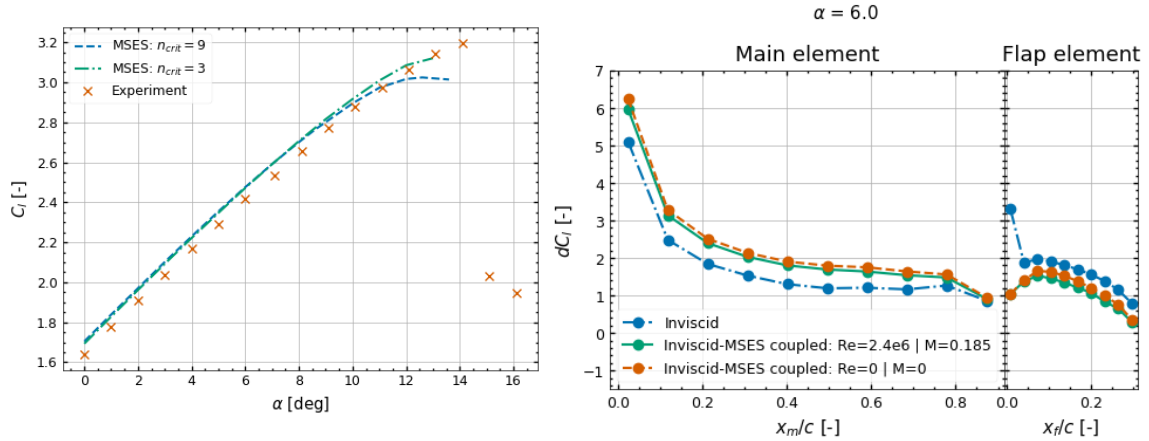 MSES: n_crit = 9
MSES: n_crit = 3
Experiment
3.2
3.0
2.8
2.6
2.4
2.2
2.0
1.8
1.6
C_l [-]
0 2 4 6 8 10 12 14 16
α [deg]
α = 6.0
Main element
Flap element
7
6
5
4
3
2
1
0
−1
dC_l [-]
Inviscid
Inviscid-MSES coupled: Re=2.4e6 | M=0.185
Inviscid-MSES coupled: Re=0 | M=0
0.0 0.2 0.4 0.6 0.8
x_m/c [-]
0.0 0.2
x_f/c [-]